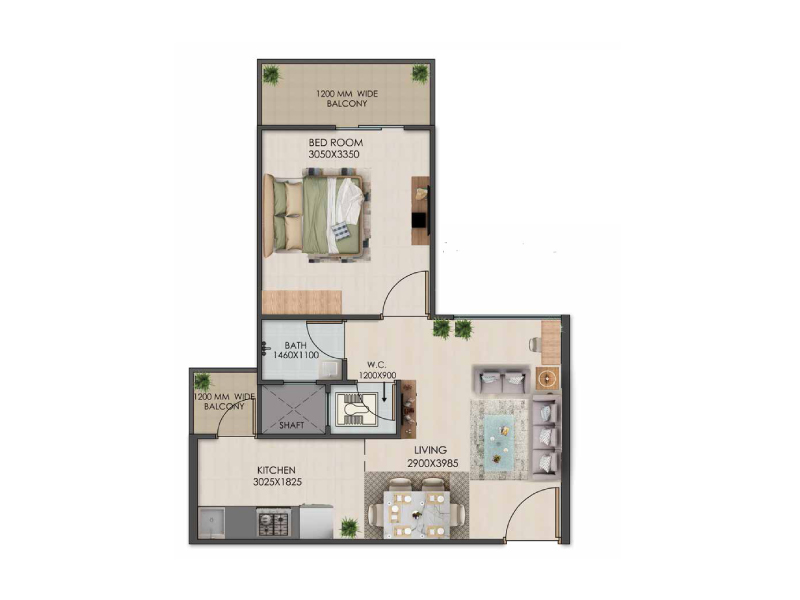 1200 MM WIDE
BALCONY
BED ROOM
3050X3350
BATH
1460X1100
W.C.
1200X900
1200 MM WIDE
BALCONY
SHAFT
LIVING
2900X3985
KITCHEN
3025X1825